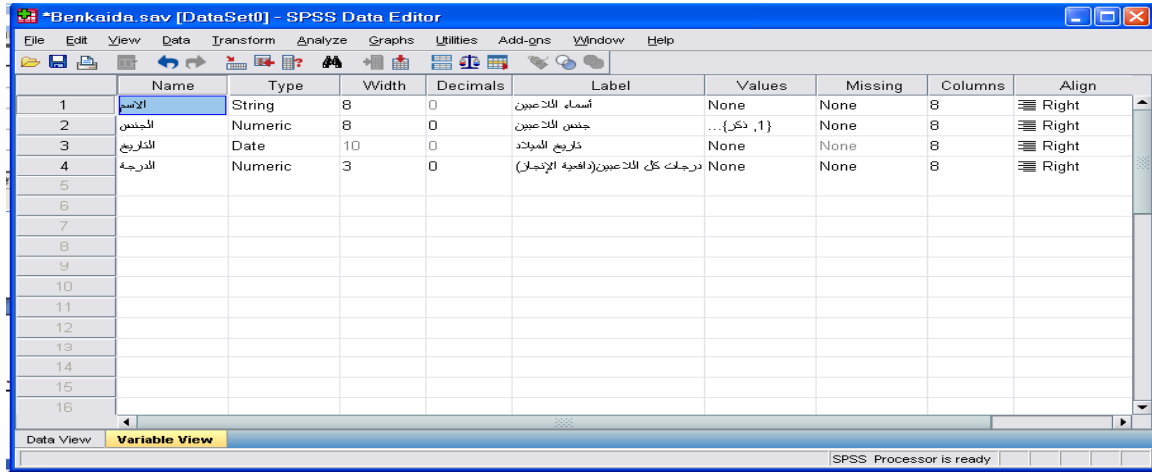 *Benkaida.sav [DataSet0] - SPSS Data Editor
File Edit View Data Transform Analyze Graphs Utilities Add-ons Window Help
Name Type Width Decimals Label Values Missing Columns Align
1 الاسم String 8 0 أسماء اللاعبين None None 8 Right
2 الجنس Numeric 8 0 جنس اللاعبين {1, ذكر}... None 8 Right
3 التاريخ Date 10 0 تاريخ الميلاد None None 8 Right
4 الدرجة Numeric 3 0 درجات كل اللاعبين(دافعية الإنجاز) None None None 8 Right
5
6
7
8
9
10
11
12
13
14
15
16
Data View Variable View
SPSS Processor is ready